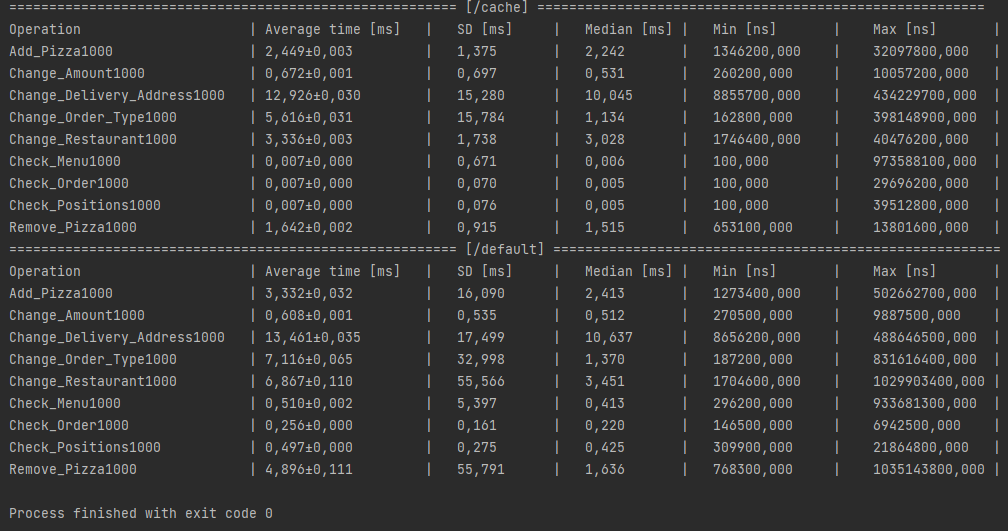 ======================================================== [/cache] ========================================================
Operation | Average time [ms] | SD [ms] | Median [ms] | Min [ns] | Max [ns] |
Add_Pizza1000 | 2,449±0,003 | 1,375 | 2,242 | 1346200,000 | 32097800,000 |
Change_Amount1000 | 0,672±0,001 | 0,697 | 0,531 | 260200,000 | 10057200,000 |
Change_Delivery_Address1000 | 12,926±0,030 | 15,280 | 10,045 | 8855700,000 | 434229700,000 |
Change_Order_Type1000 | 5,616±0,031 | 15,784 | 1,134 | 162800,000 | 398148900,000 |
Change_Restaurant1000 | 3,336±0,003 | 1,738 | 3,028 | 1746400,000 | 40476200,000 |
Check_Menu1000 | 0,007±0,000 | 0,671 | 0,006 | 100,000 | 973588100,000 |
Check_Order1000 | 0,007±0,000 | 0,070 | 0,005 | 100,000 | 29696200,000 |
Check_Positions1000 | 0,007±0,000 | 0,076 | 0,005 | 100,000 | 39512800,000 |
Remove_Pizza1000 | 1,642±0,002 | 0,915 | 1,515 | 653100,000 | 13801600,000 |
======================================================== [/default] ========================================================
Operation | Average time [ms] | SD [ms] | Median [ms] | Min [ns] | Max [ns] |
Add_Pizza1000 | 3,332±0,032 | 16,090 | 2,413 | 1273400,000 | 502662700,000 |
Change_Amount1000 | 0,608±0,001 | 0,535 | 0,512 | 270500,000 | 9887500,000 |
Change_Delivery_Address1000 | 13,461±0,035 | 17,499 | 10,637 | 8656200,000 | 488646500,000 |
Change_Order_Type1000 | 7,116±0,065 | 32,998 | 1,370 | 187200,000 | 831616400,000 |
Change_Restaurant1000 | 6,867±0,110 | 55,566 | 3,451 | 1704600,000 | 1029903400,000 |
Check_Menu1000 | 0,510±0,002 | 5,397 | 0,413 | 296200,000 | 933681300,000 |
Check_Order1000 | 0,256±0,000 | 0,161 | 0,220 | 146500,000 | 6942500,000 |
Check_Positions1000 | 0,497±0,000 | 0,275 | 0,425 | 309900,000 | 21864800,000 |
Remove_Pizza1000 | 4,896±0,111 | 55,791 | 1,636 | 768300,000 | 1035143800,000 |
Process finished with exit code 0